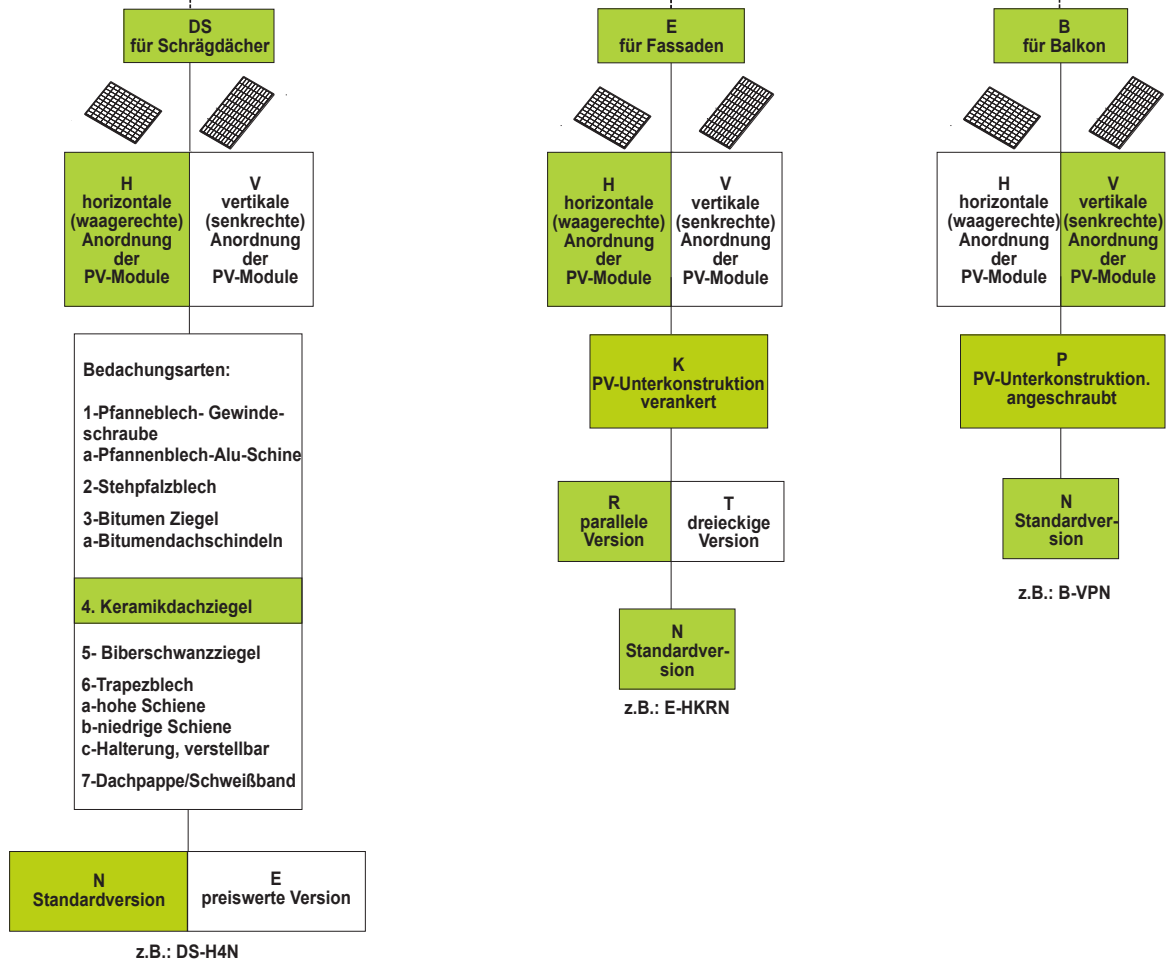 DS
für Schrägdächer
H
horizontale
(waagerechte)
Anordnung
der
PV-Module
V
vertikale
(senkrechte)
Anordnung
der
PV-Module
Bedachungsarten:
1-Pfanneblech- Gewinde-
schraube
a-Pfannenblech-Alu-Schine
2-Stehpfalzblech
3-Bitumen Ziegel
a-Bitumendachschindeln
4. Keramikdachziegel
5- Biberschwanzziegel
6-Trapezblech
a-hohe Schiene
b-niedrige Schiene
c-Halterung, verstellbar
7-Dachpappe/Schweißband
N
Standardversion
E
preiswerte Version
z.B.: DS-H4N
E
für Fassaden
H
horizontale
(waagerechte)
Anordnung
der
PV-Module
V
vertikale
(senkrechte)
Anordnung
der
PV-Module
K
PV-Unterkonstruktion
verankert
R
parallele
Version
T
dreieckige
Version
N
Standardver-
sion
z.B.: E-HKRN
B
für Balkon
H
horizontale
(waagerechte)
Anordnung
der
PV-Module
V
vertikale
(senkrechte)
Anordnung
der
PV-Module
P
PV-Unterkonstruktion.
angeschraubt
N
Standardver-
sion
z.B.: B-VPN